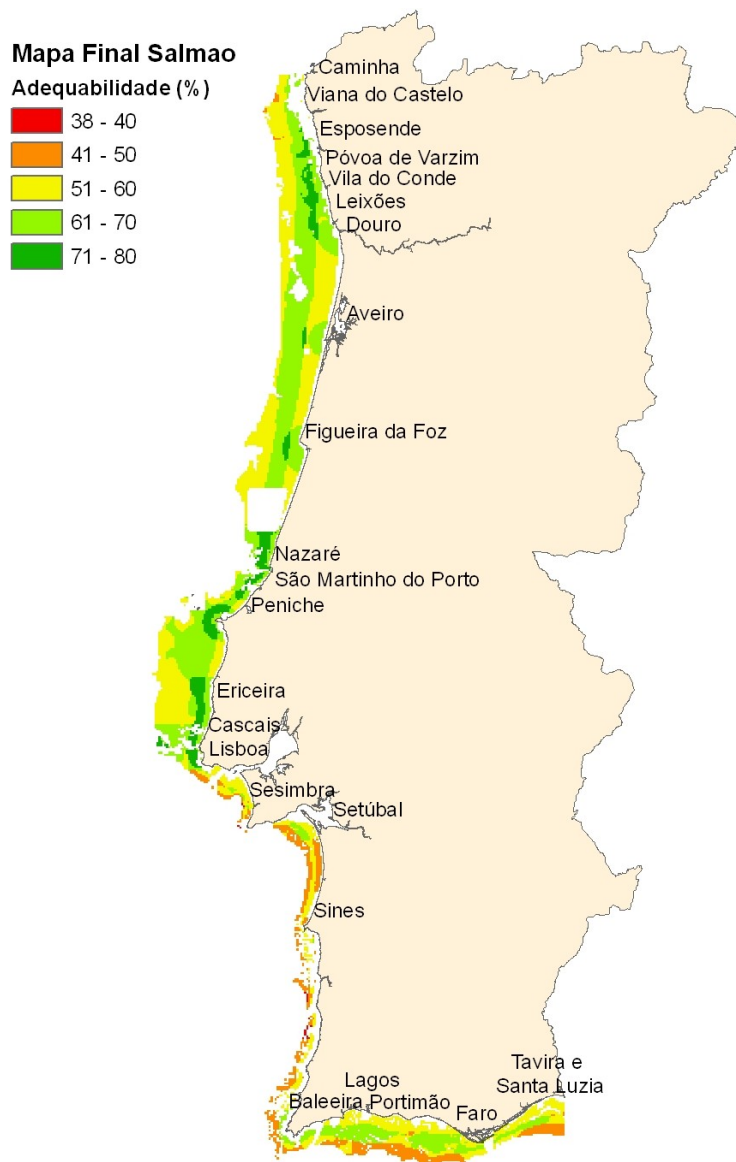 Mapa Final Salmao
Adequabilidade (%)
38 - 40
41 - 50
51 - 60
61 - 70
71 - 80
Caminha
Viana do Castelo
Esposende
Póvoa de Varzim
Vila do Conde
Leixões
Douro
Aveiro
Figueira da Foz
Nazaré
São Martinho do Porto
Peniche
Ericeira
Cascais
Lisboa
Sesimbra
Setúbal
Sines
Tavira e
Santa Luzia
Lagos
Baleeira Portimão
Faro